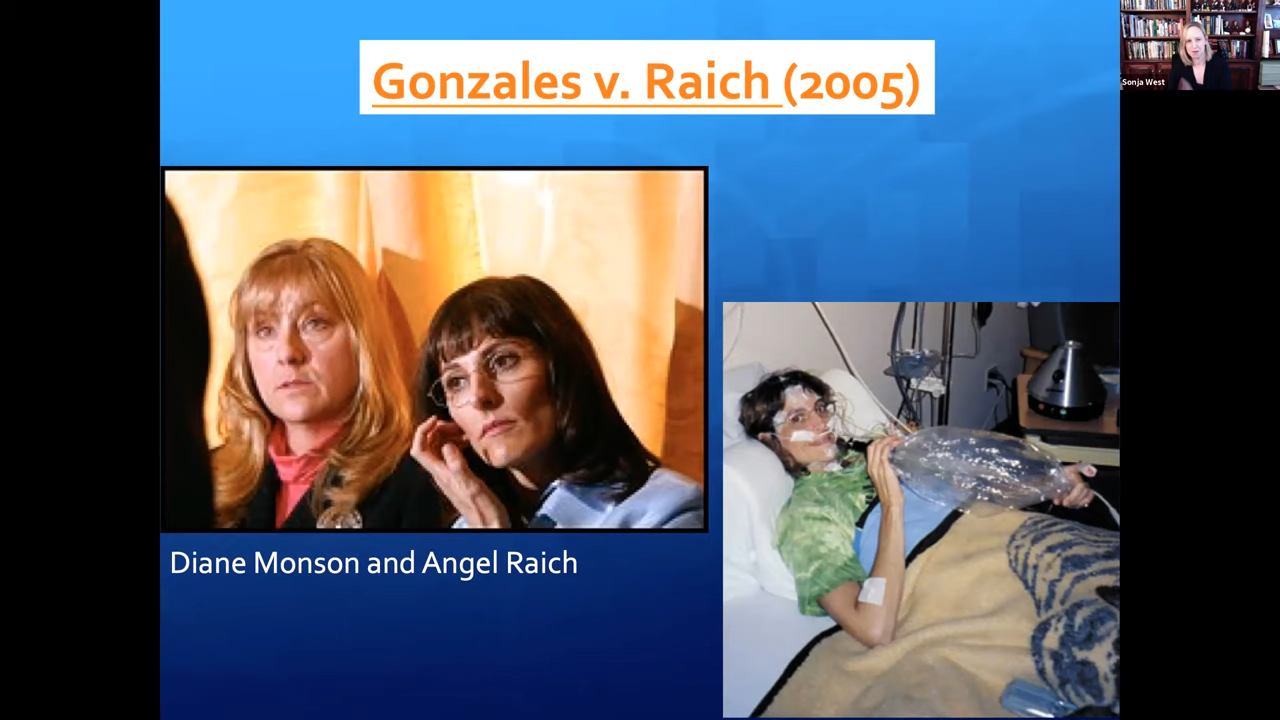 Gonzales v. Raich (2005)
Sonja West
Diane Monson and Angel Raich